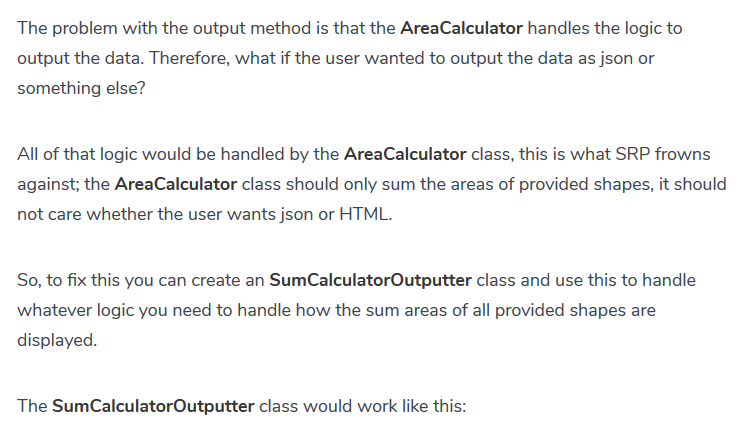 The problem with the output method is that the AreaCalculator handles the logic to
output the data. Therefore, what if the user wanted to output the data as json or
something else?
All of that logic would be handled by the AreaCalculator class, this is what SRP frowns
against; the AreaCalculator class should only sum the areas of provided shapes, it should
not care whether the user wants json or HTML.
So, to fix this you can create an SumCalculatorOutputter class and use this to handle
whatever logic you need to handle how the sum areas of all provided shapes are
displayed.
The SumCalculatorOutputter class would work like this: